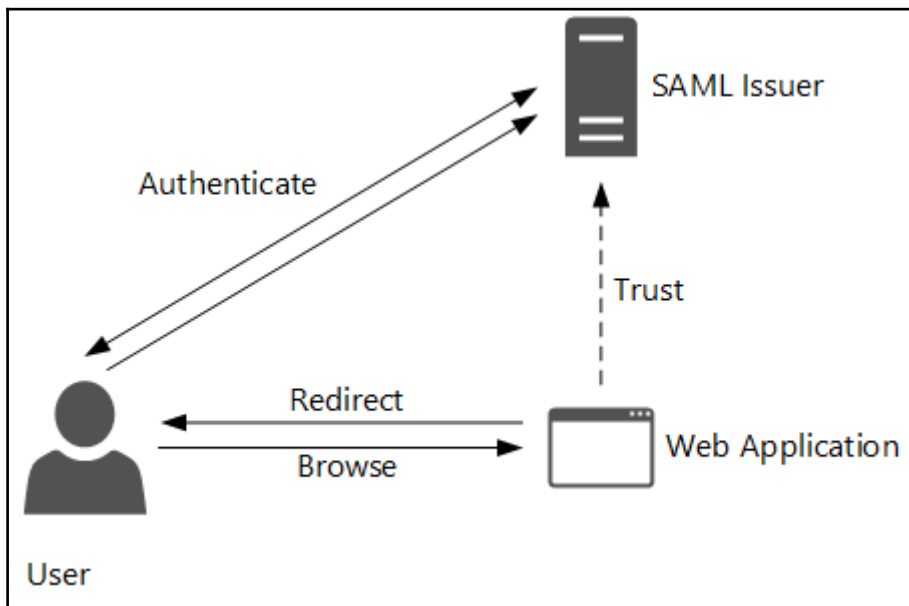 SAML Issuer
Authenticate
Trust
Redirect
Web Application
Browse
User